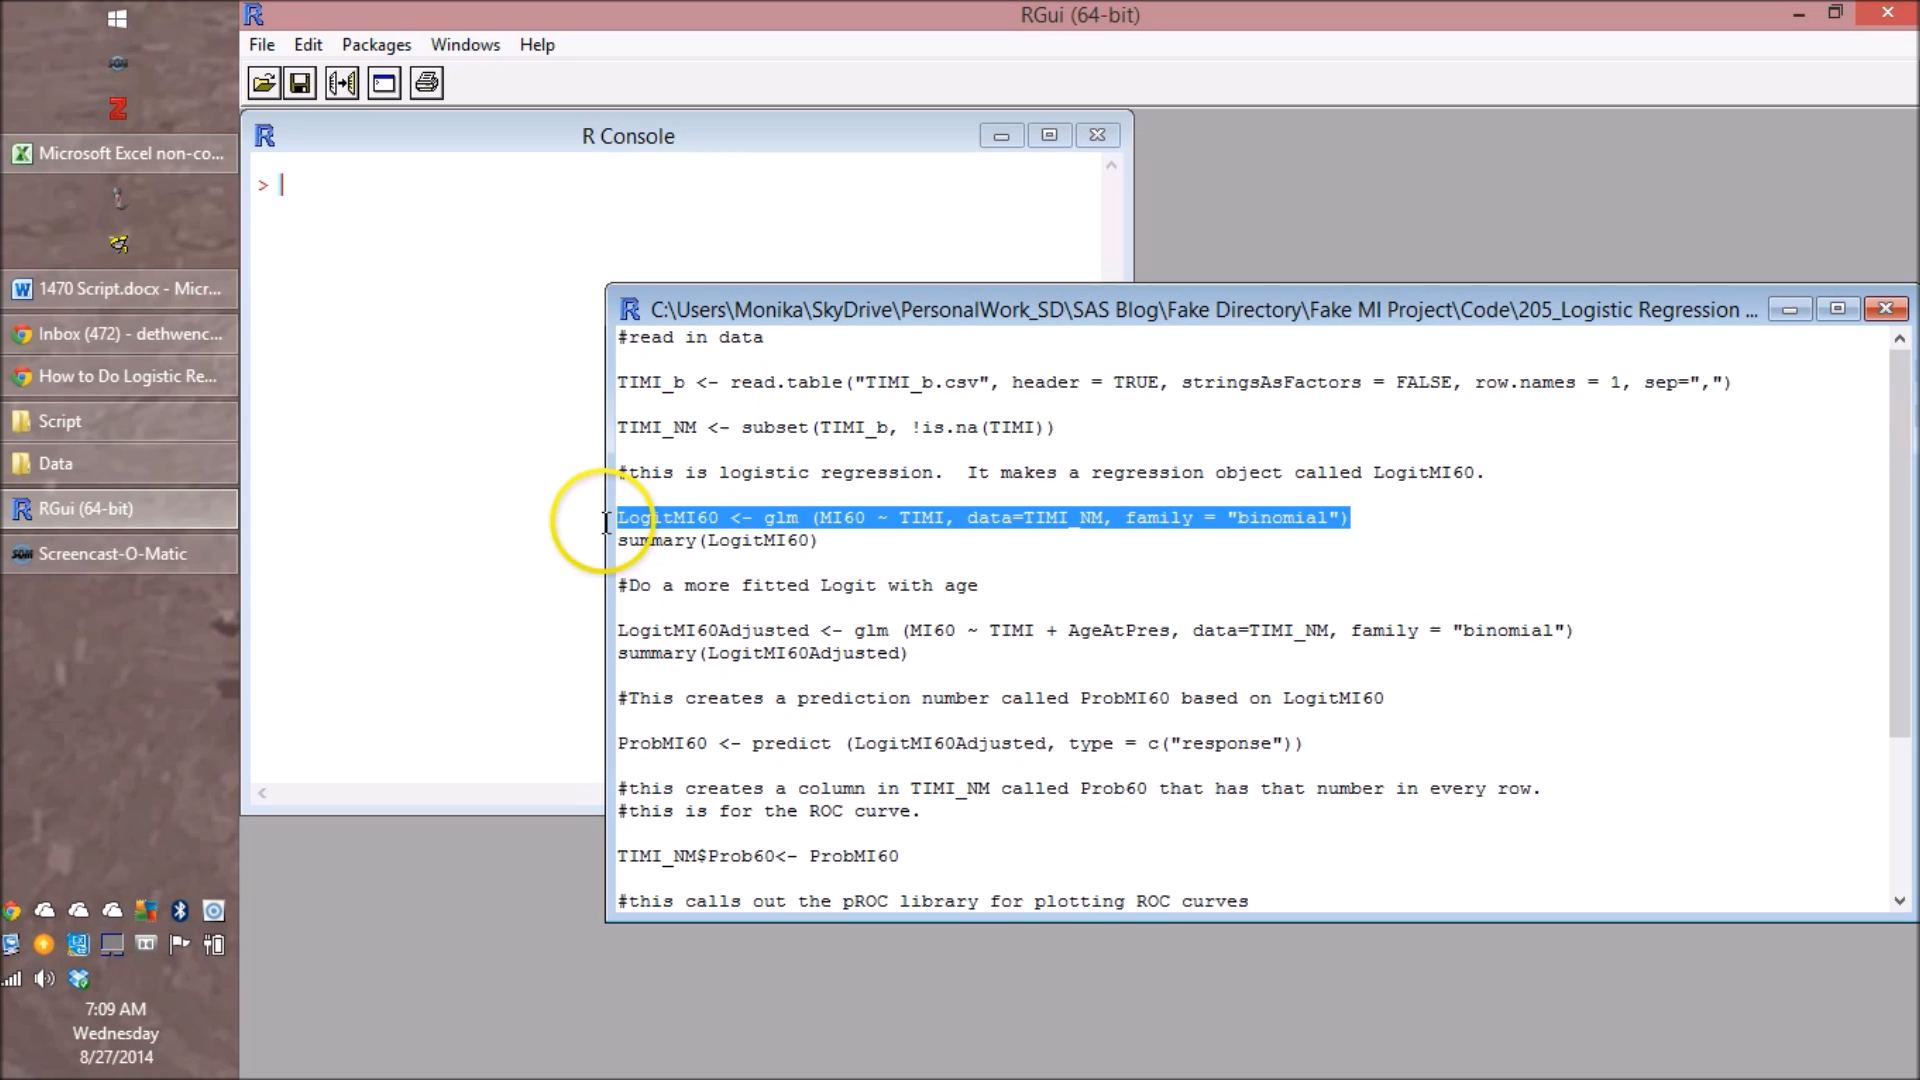 RGui (64-bit)
File Edit Packages Windows Help
R Console
>
Microsoft Excel non-co...
1470 Script.docx - Micr...
Inbox (472) - dethwenc...
How to Do Logistic Re...
Script
Data
RGui (64-bit)
Screencast-O-Matic
7:09 AM
Wednesday
8/27/2014
C:\Users\Monika\SkyDrive\PersonalWork_SD\SAS Blog\Fake Directory\Fake MI Project\Code\205_Logistic Regression ...
#read in data
TIMI_b <- read.table("TIMI_b.csv", header = TRUE, stringsAsFactors = FALSE, row.names = 1, sep=",")
TIMI_NM <- subset(TIMI_b, !is.na(TIMI))
#this is logistic regression.  It makes a regression object called LogitMI60.
LogitMI60 <- glm (MI60 ~ TIMI, data=TIMI_NM, family = "binomial")
summary(LogitMI60)
#Do a more fitted Logit with age
LogitMI60Adjusted <- glm (MI60 ~ TIMI + AgeAtPres, data=TIMI_NM, family = "binomial")
summary(LogitMI60Adjusted)
#This creates a prediction number called ProbMI60 based on LogitMI60
ProbMI60 <- predict (LogitMI60Adjusted, type = c("response"))
#this creates a column in TIMI_NM called Prob60 that has that number in every row.
#this is for the ROC curve.
TIMI_NM$Prob60<- ProbMI60
#this calls out the pROC library for plotting ROC curves